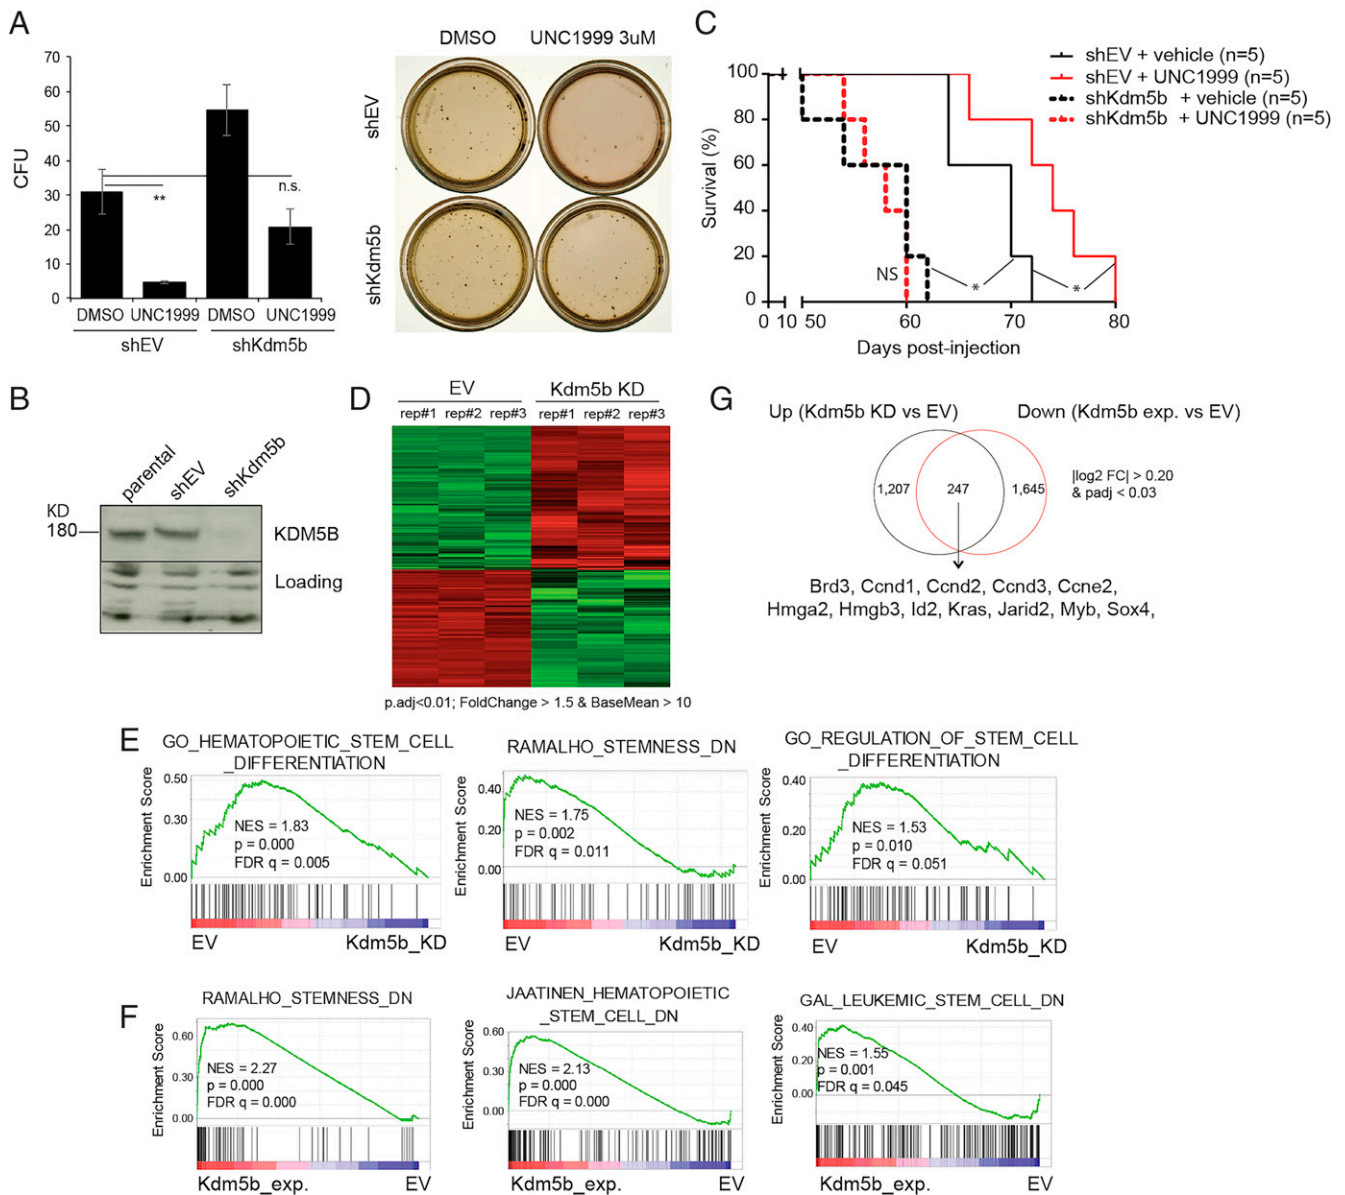 A
DMSO UNC1999 3uM
70
60
50
40
30
20
10
0
CFU
**
n.s.
DMSO UNC1999 DMSO UNC1999
shEV shKdm5b
shEV
shKdm5b
C
shEV + vehicle (n=5)
shEV + UNC1999 (n=5)
shKdm5b + vehicle (n=5)
shKdm5b + UNC1999 (n=5)
100
80
60
40
20
0
Survival (%)
NS
*
*
0 10 50 60 70 80
Days post-injection
B
parental shEV shKdm5b
KD
180
KDM5B
Loading
D
EV Kdm5b KD
rep#1 rep#2 rep#3 rep#1 rep#2 rep#3
p.adj<0.01; FoldChange > 1.5 & BaseMean > 10
G
Up (Kdm5b KD vs EV) Down (Kdm5b exp. vs EV)
1,207 247 1,645
|log2 FC| > 0.20
& padj < 0.03
Brd3, Ccnd1, Ccnd2, Ccnd3, Ccne2,
Hmga2, Hmgb3, Id2, Kras, Jarid2, Myb, Sox4,
E
GO_HEMATOPOIETIC_STEM_CELL
_DIFFERENTIATION
Enrichment Score
0.50
0.30
0.00
NES = 1.83
p = 0.000
FDR q = 0.005
EV Kdm5b_KD
RAMALHO_STEMNESS_DN
Enrichment Score
0.40
0.20
0.00
NES = 1.75
p = 0.002
FDR q = 0.011
EV Kdm5b_KD
GO_REGULATION_OF_STEM_CELL
_DIFFERENTIATION
Enrichment Score
0.40
0.20
0.00
NES = 1.53
p = 0.010
FDR q = 0.051
EV Kdm5b_KD
F
RAMALHO_STEMNESS_DN
Enrichment Score
0.60
0.30
0.00
NES = 2.27
p = 0.000
FDR q = 0.000
Kdm5b_exp. EV
JAATINEN_HEMATOPOIETIC
_STEM_CELL_DN
Enrichment Score
0.60
0.30
0.00
NES = 2.13
p = 0.000
FDR q = 0.000
Kdm5b_exp. EV
GAL_LEUKEMIC_STEM_CELL_DN
Enrichment Score
0.40
0.20
0.00
NES = 1.55
p = 0.001
FDR q = 0.045
Kdm5b_exp. EV